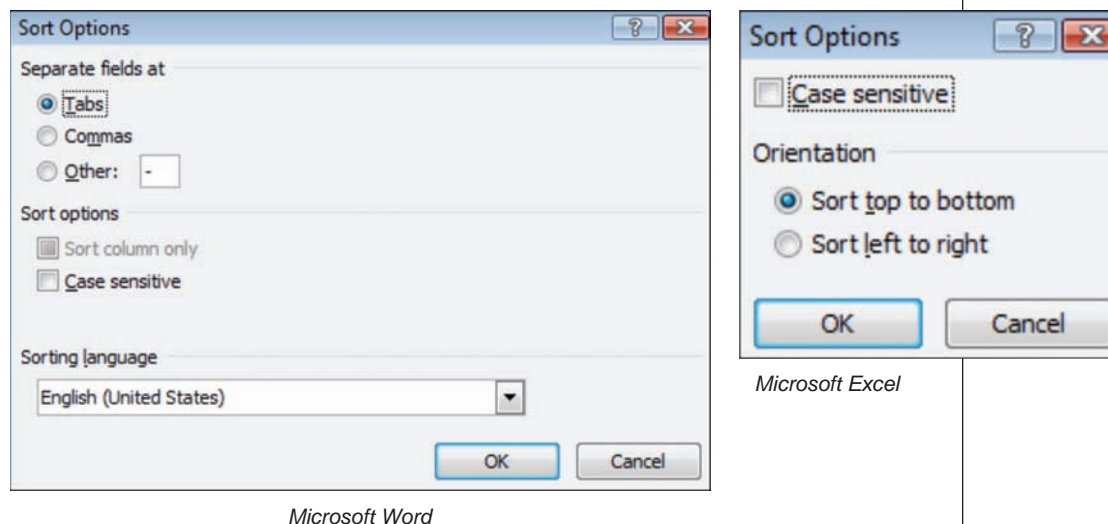 Sort Options
Separate fields at
Tabs
Commas
Other: -
Sort options
Sort column only
Case sensitive
Sorting language
English (United States)
OK Cancel
Microsoft Word
Sort Options
Case sensitive
Orientation
Sort top to bottom
Sort left to right
OK Cancel
Microsoft Excel